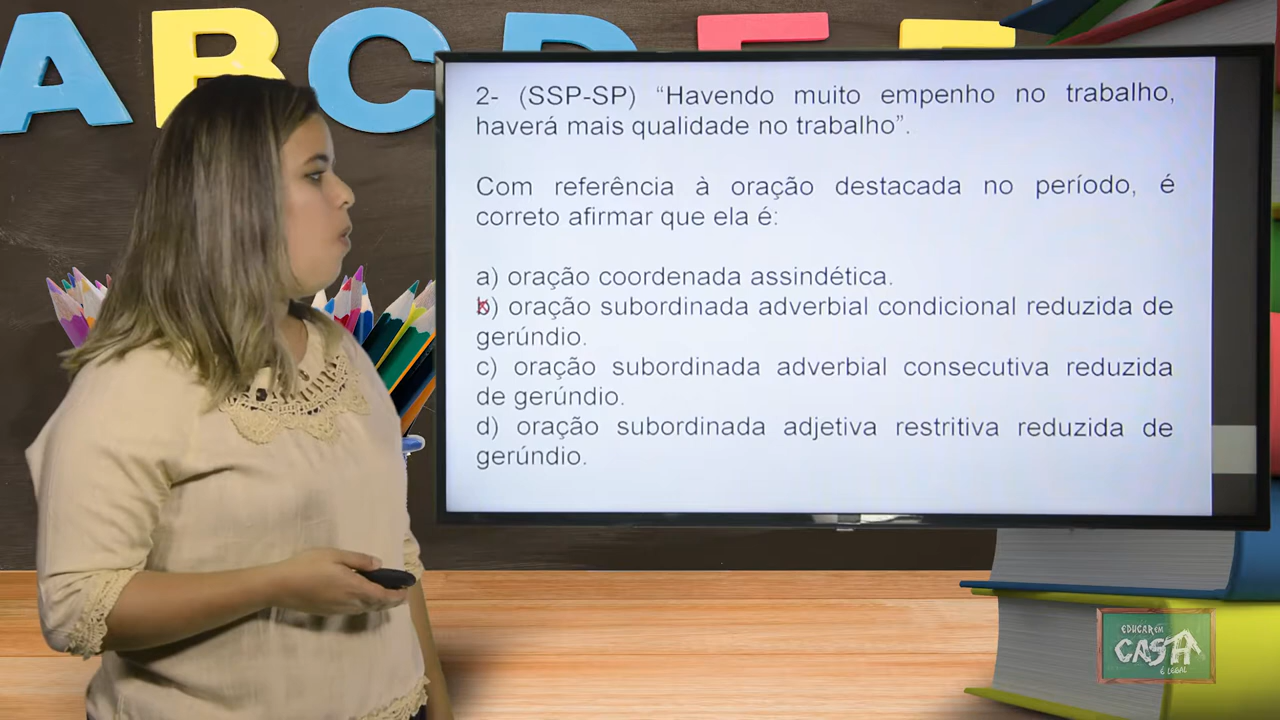 A B C D E F
2- (SSP-SP) “Havendo muito empenho no trabalho,
haverá mais qualidade no trabalho”.
Com referência à oração destacada no período, é
correto afirmar que ela é:
a) oração coordenada assindética.
b) oração subordinada adverbial condicional reduzida de
gerúndio.
c) oração subordinada adverbial consecutiva reduzida
de gerúndio.
d) oração subordinada adjetiva restritiva reduzida de
gerúndio.
EDUCAR EM
CASA
É LEGAL